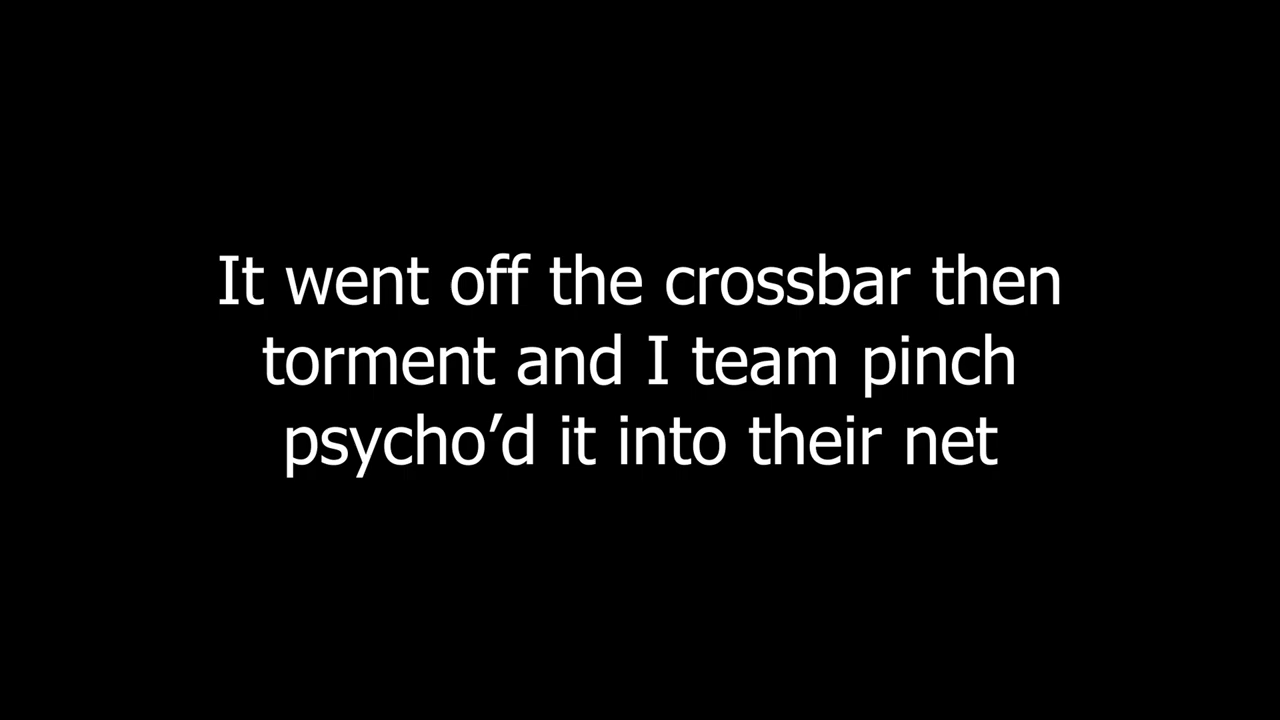 It went off the crossbar then
torment and I team pinch
psycho’d it into their net